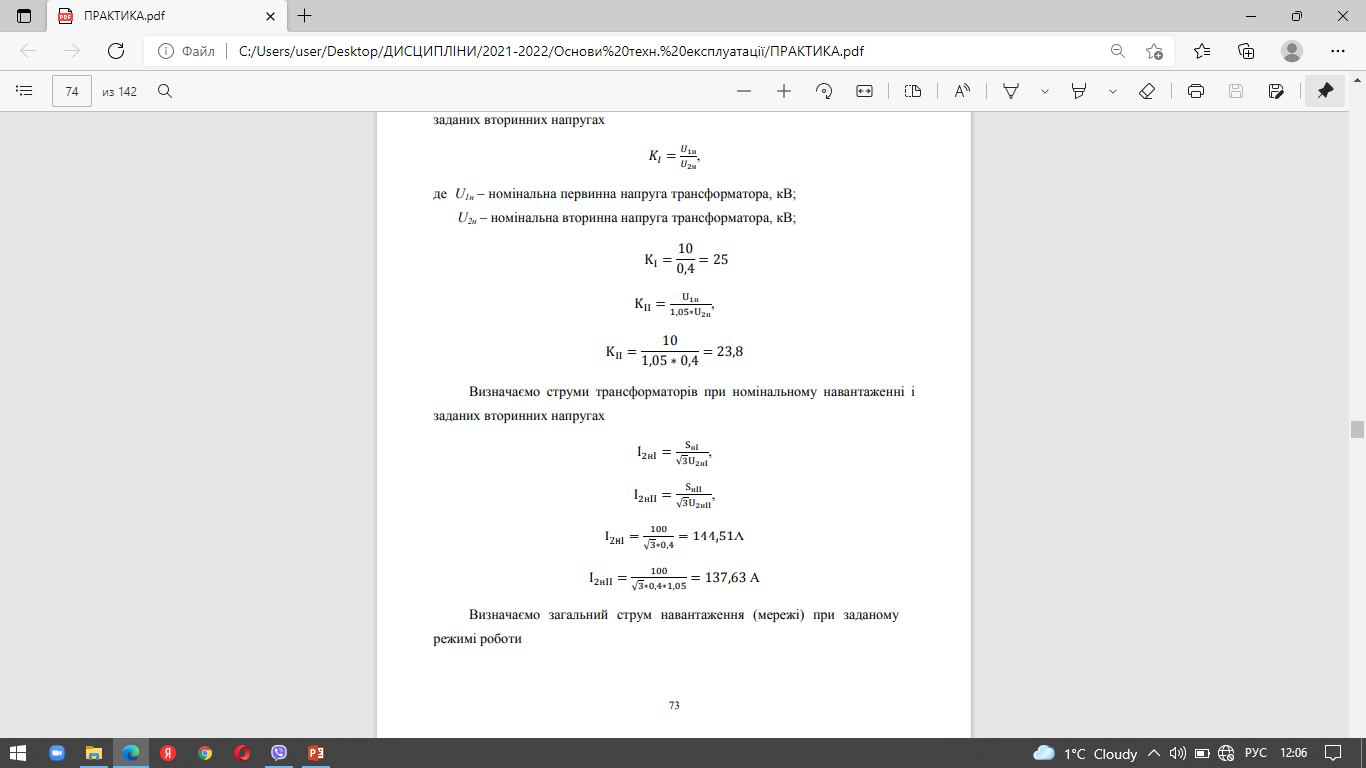 ПРАКТИКА.pdf
Файл
C:/Users/user/Desktop/ДИСЦИПЛІНИ/2021-2022/Основи%20техн.%20експлуатації/ПРАКТИКА.pdf
74 из 142
заданих вторинних напругах
K_I = U_1н / U_2н,
де U_1н – номінальна первинна напруга трансформатора, кВ;
U_2н – номінальна вторинна напруга трансформатора, кВ;
K_I = 10 / 0,4 = 25
K_II = U_1н / 1,05∗U_2н,
K_II = 10 / 1,05 ∗ 0,4 = 23,8
Визначаємо струми трансформаторів при номінальному навантаженні і
заданих вторинних напругах
I_2нI = S_нI / √3U_2нI,
I_2нII = S_нII / √3U_2нII,
I_2нI = 100 / √3∗0,4 = 144,51А
I_2нII = 100 / √3∗0,4∗1,05 = 137,63 А
Визначаємо загальний струм навантаження (мережі) при заданому
режимі роботи
73
1°C Cloudy
РУС
12:06